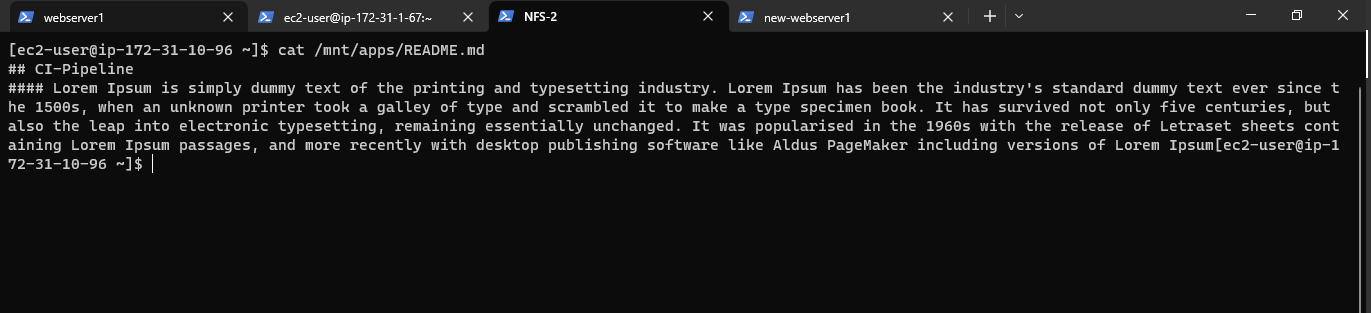 webserver1
ec2-user@ip-172-31-1-67:~
NFS-2
new-webserver1
[ec2-user@ip-172-31-10-96 ~]$ cat /mnt/apps/README.md
## CI-Pipeline
#### Lorem Ipsum is simply dummy text of the printing and typesetting industry. Lorem Ipsum has been the industry's standard dummy text ever since t
he 1500s, when an unknown printer took a galley of type and scrambled it to make a type specimen book. It has survived not only five centuries, but
also the leap into electronic typesetting, remaining essentially unchanged. It was popularised in the 1960s with the release of Letraset sheets cont
aining Lorem Ipsum passages, and more recently with desktop publishing software like Aldus PageMaker including versions of Lorem Ipsum[ec2-user@ip-1
72-31-10-96 ~]$